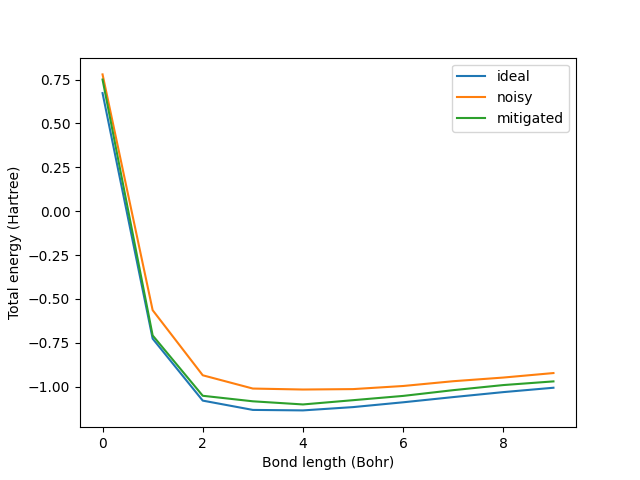 ideal
noisy
mitigated
0.75
0.50
0.25
0.00
−0.25
−0.50
−0.75
−1.00
Total energy (Hartree)
0 2 4 6 8
Bond length (Bohr)